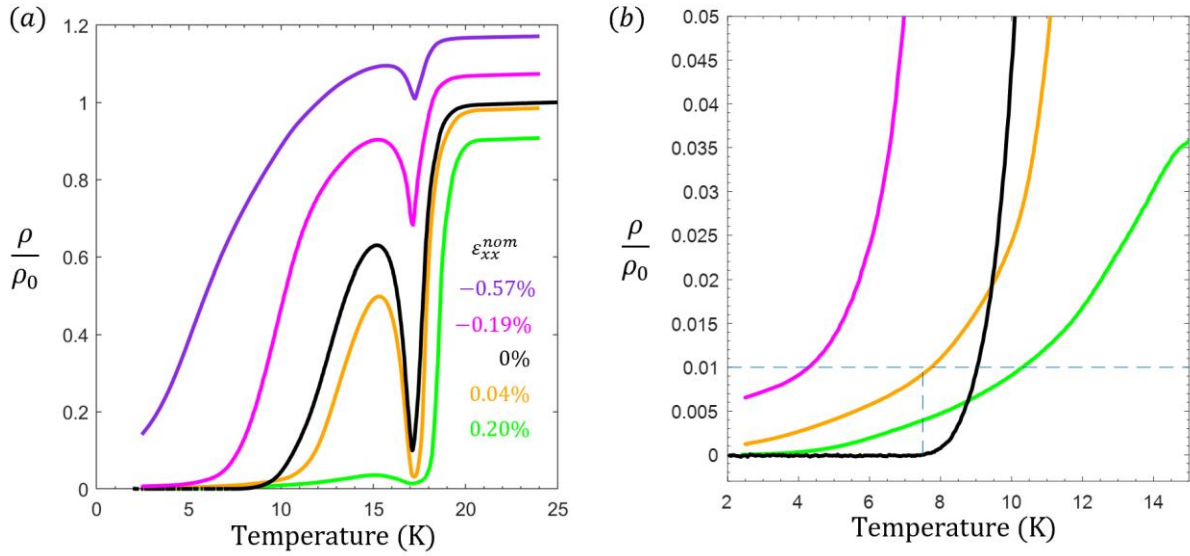 (a)
1.2
1
0.8
0.6
0.4
0.2
0
ρ
ρ₀
ε_xx^nom
−0.57%
−0.19%
0%
0.04%
0.20%
0 5 10 15 20 25
Temperature (K)
(b)
0.05
0.045
0.04
0.035
0.03
0.025
0.02
0.015
0.01
0.005
0
ρ
ρ₀
2 4 6 8 10 12 14
Temperature (K)